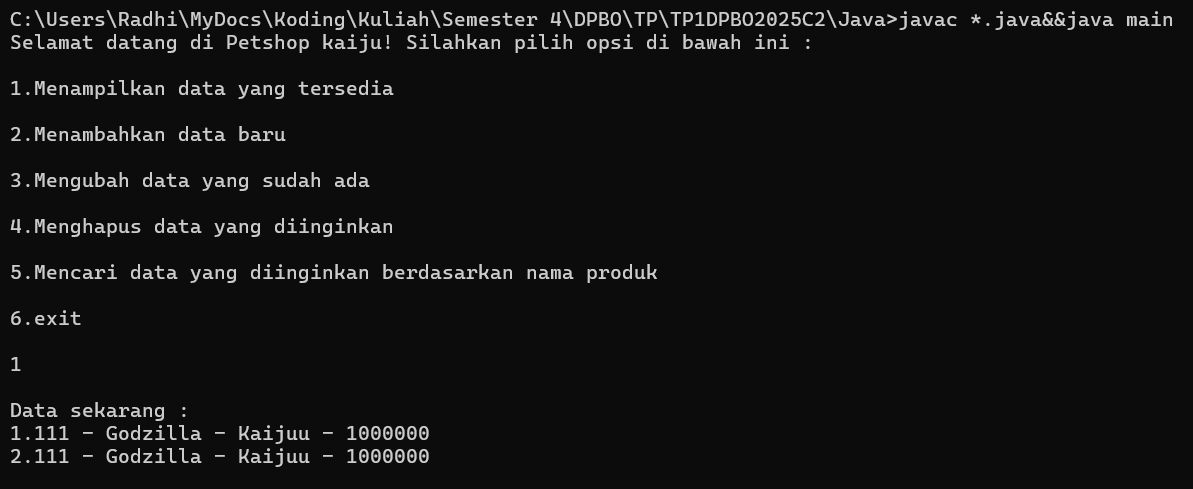 C:\Users\Radhi\MyDocs\Koding\Kuliah\Semester 4\DPBO\TP\TP1DPBO2025C2\Java>javac *.java&&java main
Selamat datang di Petshop kaiju! Silahkan pilih opsi di bawah ini :
1.Menampilkan data yang tersedia
2.Menambahkan data baru
3.Mengubah data yang sudah ada
4.Menghapus data yang diinginkan
5.Mencari data yang diinginkan berdasarkan nama produk
6.exit
1
Data sekarang :
1.111 - Godzilla - Kaijuu - 1000000
2.111 - Godzilla - Kaijuu - 1000000